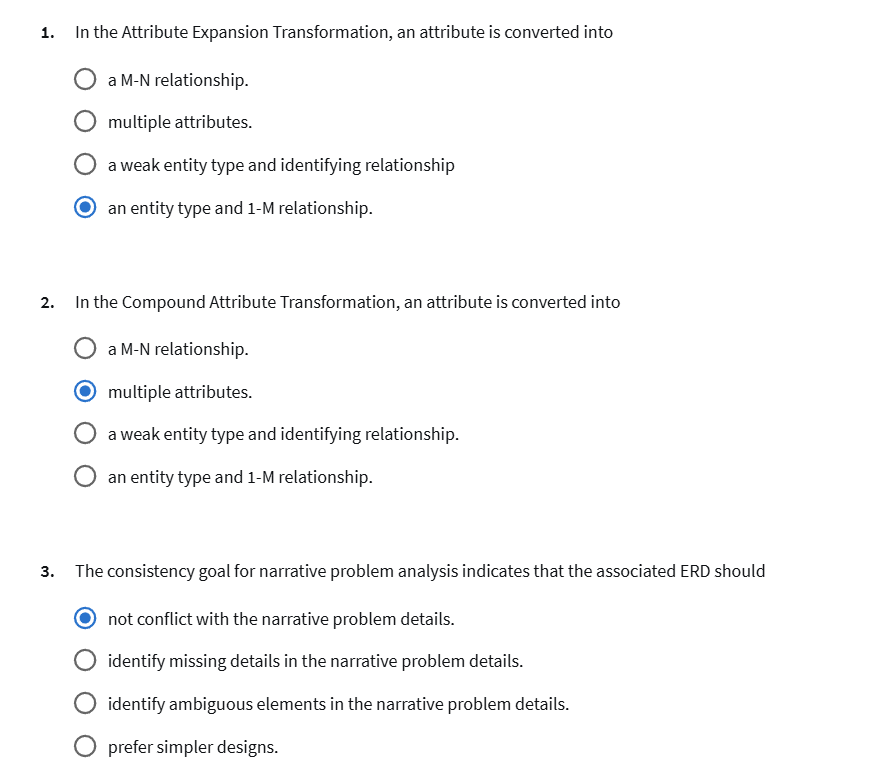 1. In the Attribute Expansion Transformation, an attribute is converted into
a M-N relationship.
multiple attributes.
a weak entity type and identifying relationship
an entity type and 1-M relationship.
2. In the Compound Attribute Transformation, an attribute is converted into
a M-N relationship.
multiple attributes.
a weak entity type and identifying relationship.
an entity type and 1-M relationship.
3. The consistency goal for narrative problem analysis indicates that the associated ERD should
not conflict with the narrative problem details.
identify missing details in the narrative problem details.
identify ambiguous elements in the narrative problem details.
prefer simpler designs.